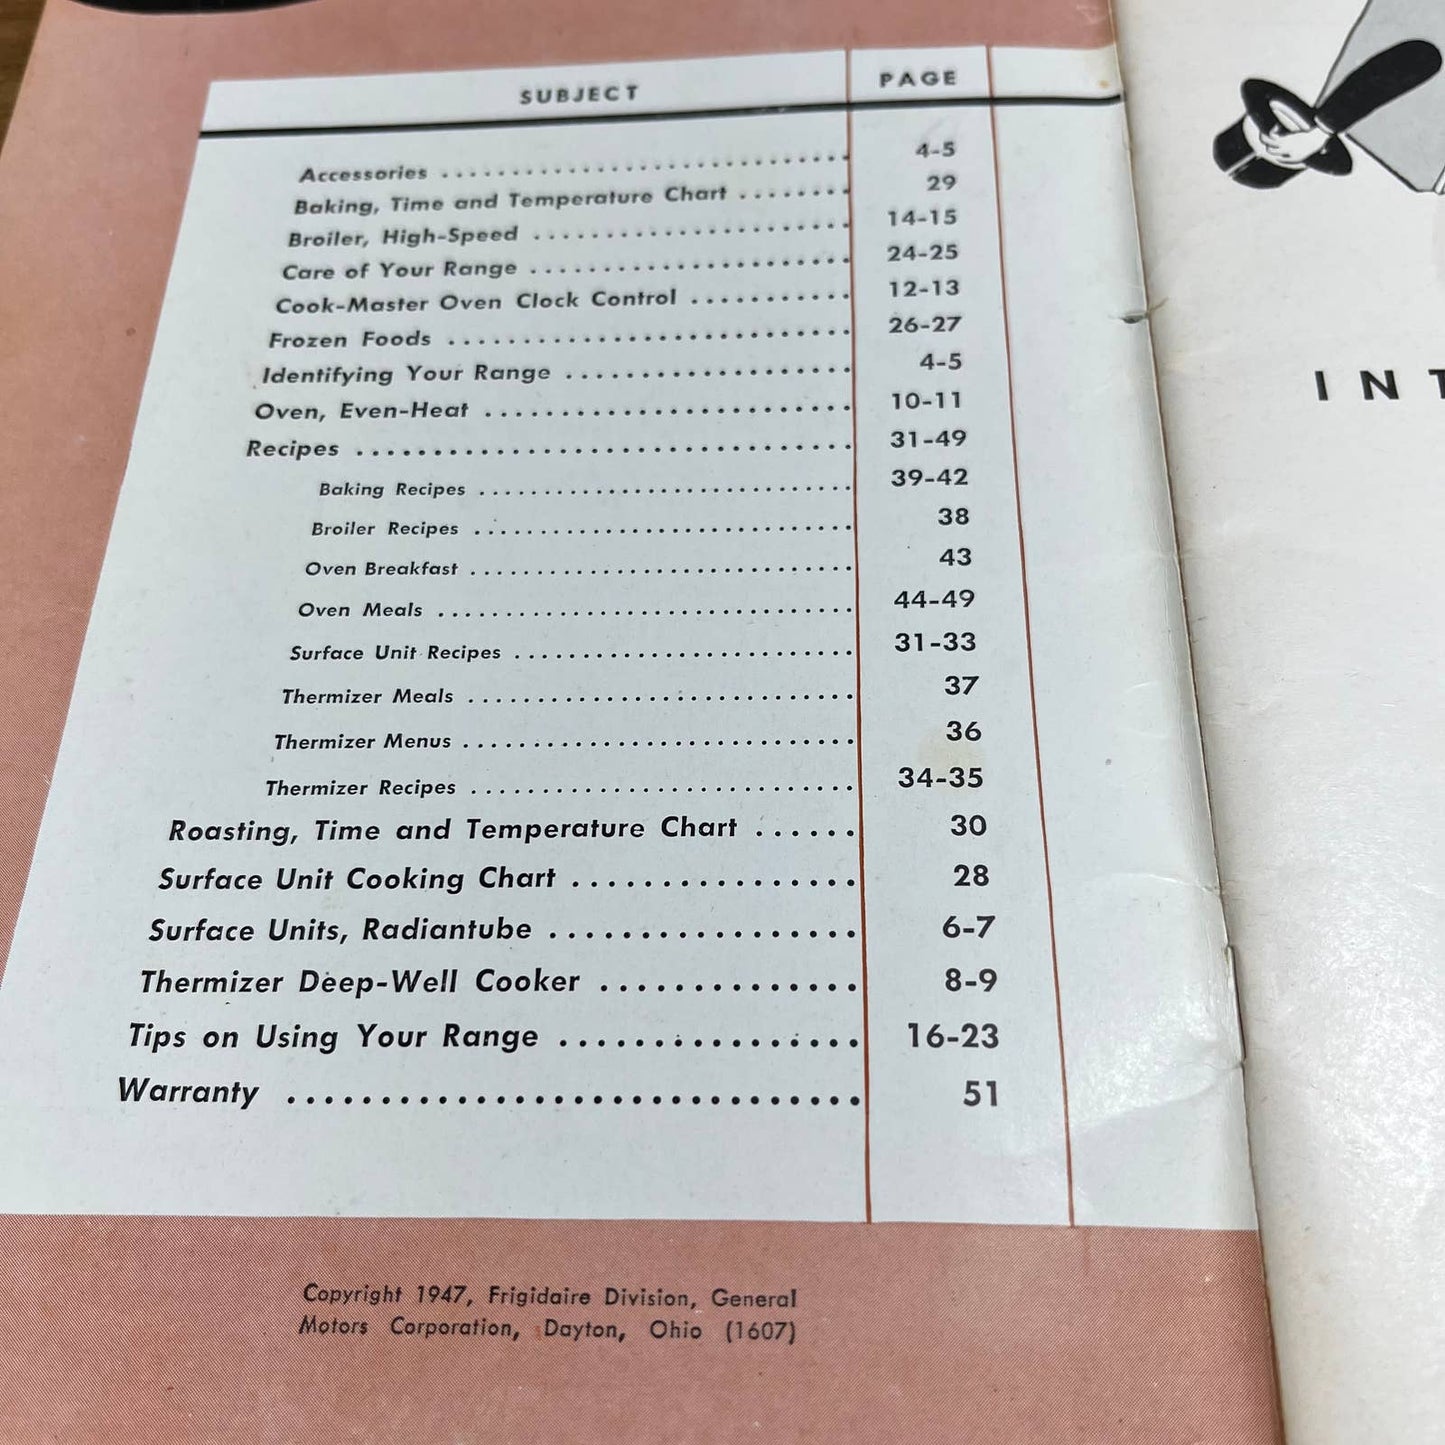 SUBJECT PAGE
Accessories 4-5
Baking, Time and Temperature Chart 29
Broiler, High-Speed 14-15
Care of Your Range 24-25
Cook-Master Oven Clock Control 12-13
Frozen Foods 26-27
Identifying Your Range 4-5
Oven, Even-Heat 10-11
Recipes 31-49
Baking Recipes 39-42
Broiler Recipes 38
Oven Breakfast 43
Oven Meals 44-49
Surface Unit Recipes 31-33
Thermizer Meals 37
Thermizer Menus 36
Thermizer Recipes 34-35
Roasting, Time and Temperature Chart 30
Surface Unit Cooking Chart 28
Surface Units, Radiantube 6-7
Thermizer Deep-Well Cooker 8-9
Tips on Using Your Range 16-23
Warranty 51
Copyright 1947, Frigidaire Division, General
Motors Corporation, Dayton, Ohio (1607)